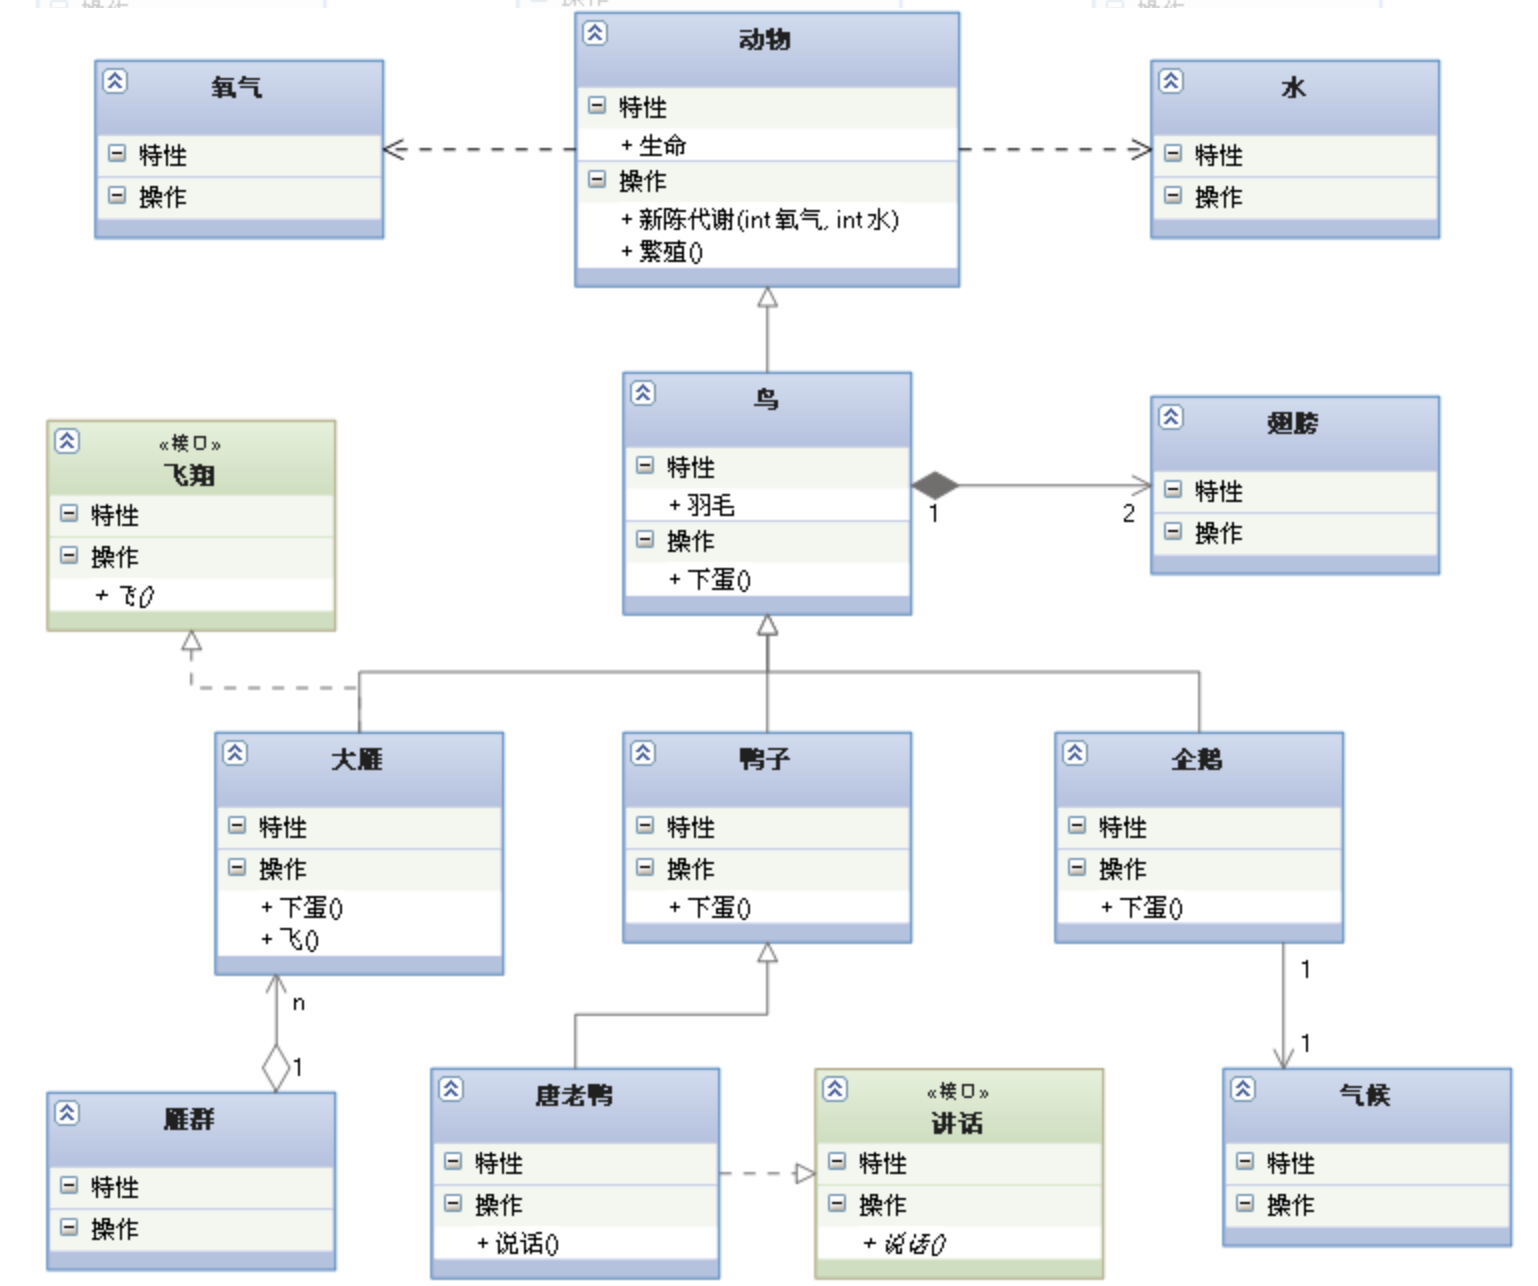 动物
特性
+ 生命
操作
+ 新陈代谢(int 氧气, int 水)
+ 繁殖()
氧气
特性
操作
水
特性
操作
鸟
特性
+ 羽毛
操作
+ 下蛋()
1
2
翅膀
特性
操作
«接口»
飞翔
特性
操作
+ 飞()
大雁
特性
操作
+ 下蛋()
+ 飞()
鸭子
特性
操作
+ 下蛋()
企鹅
特性
操作
+ 下蛋()
n
1
1
1
雁群
特性
操作
唐老鸭
特性
操作
+ 说话()
«接口»
讲话
特性
操作
+ 说话()
气候
特性
操作